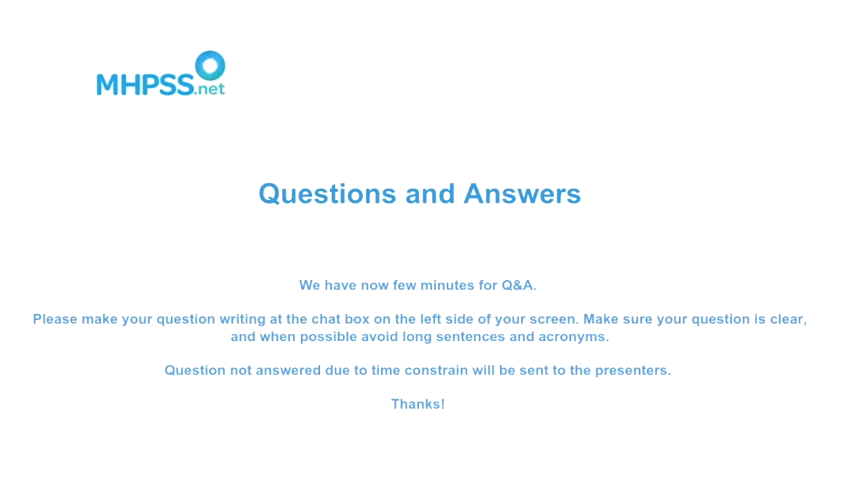 MHPSS.net
Questions and Answers
We have now few minutes for Q&A.
Please make your question writing at the chat box on the left side of your screen. Make sure your question is clear,
and when possible avoid long sentences and acronyms.
Question not answered due to time constrain will be sent to the presenters.
Thanks!